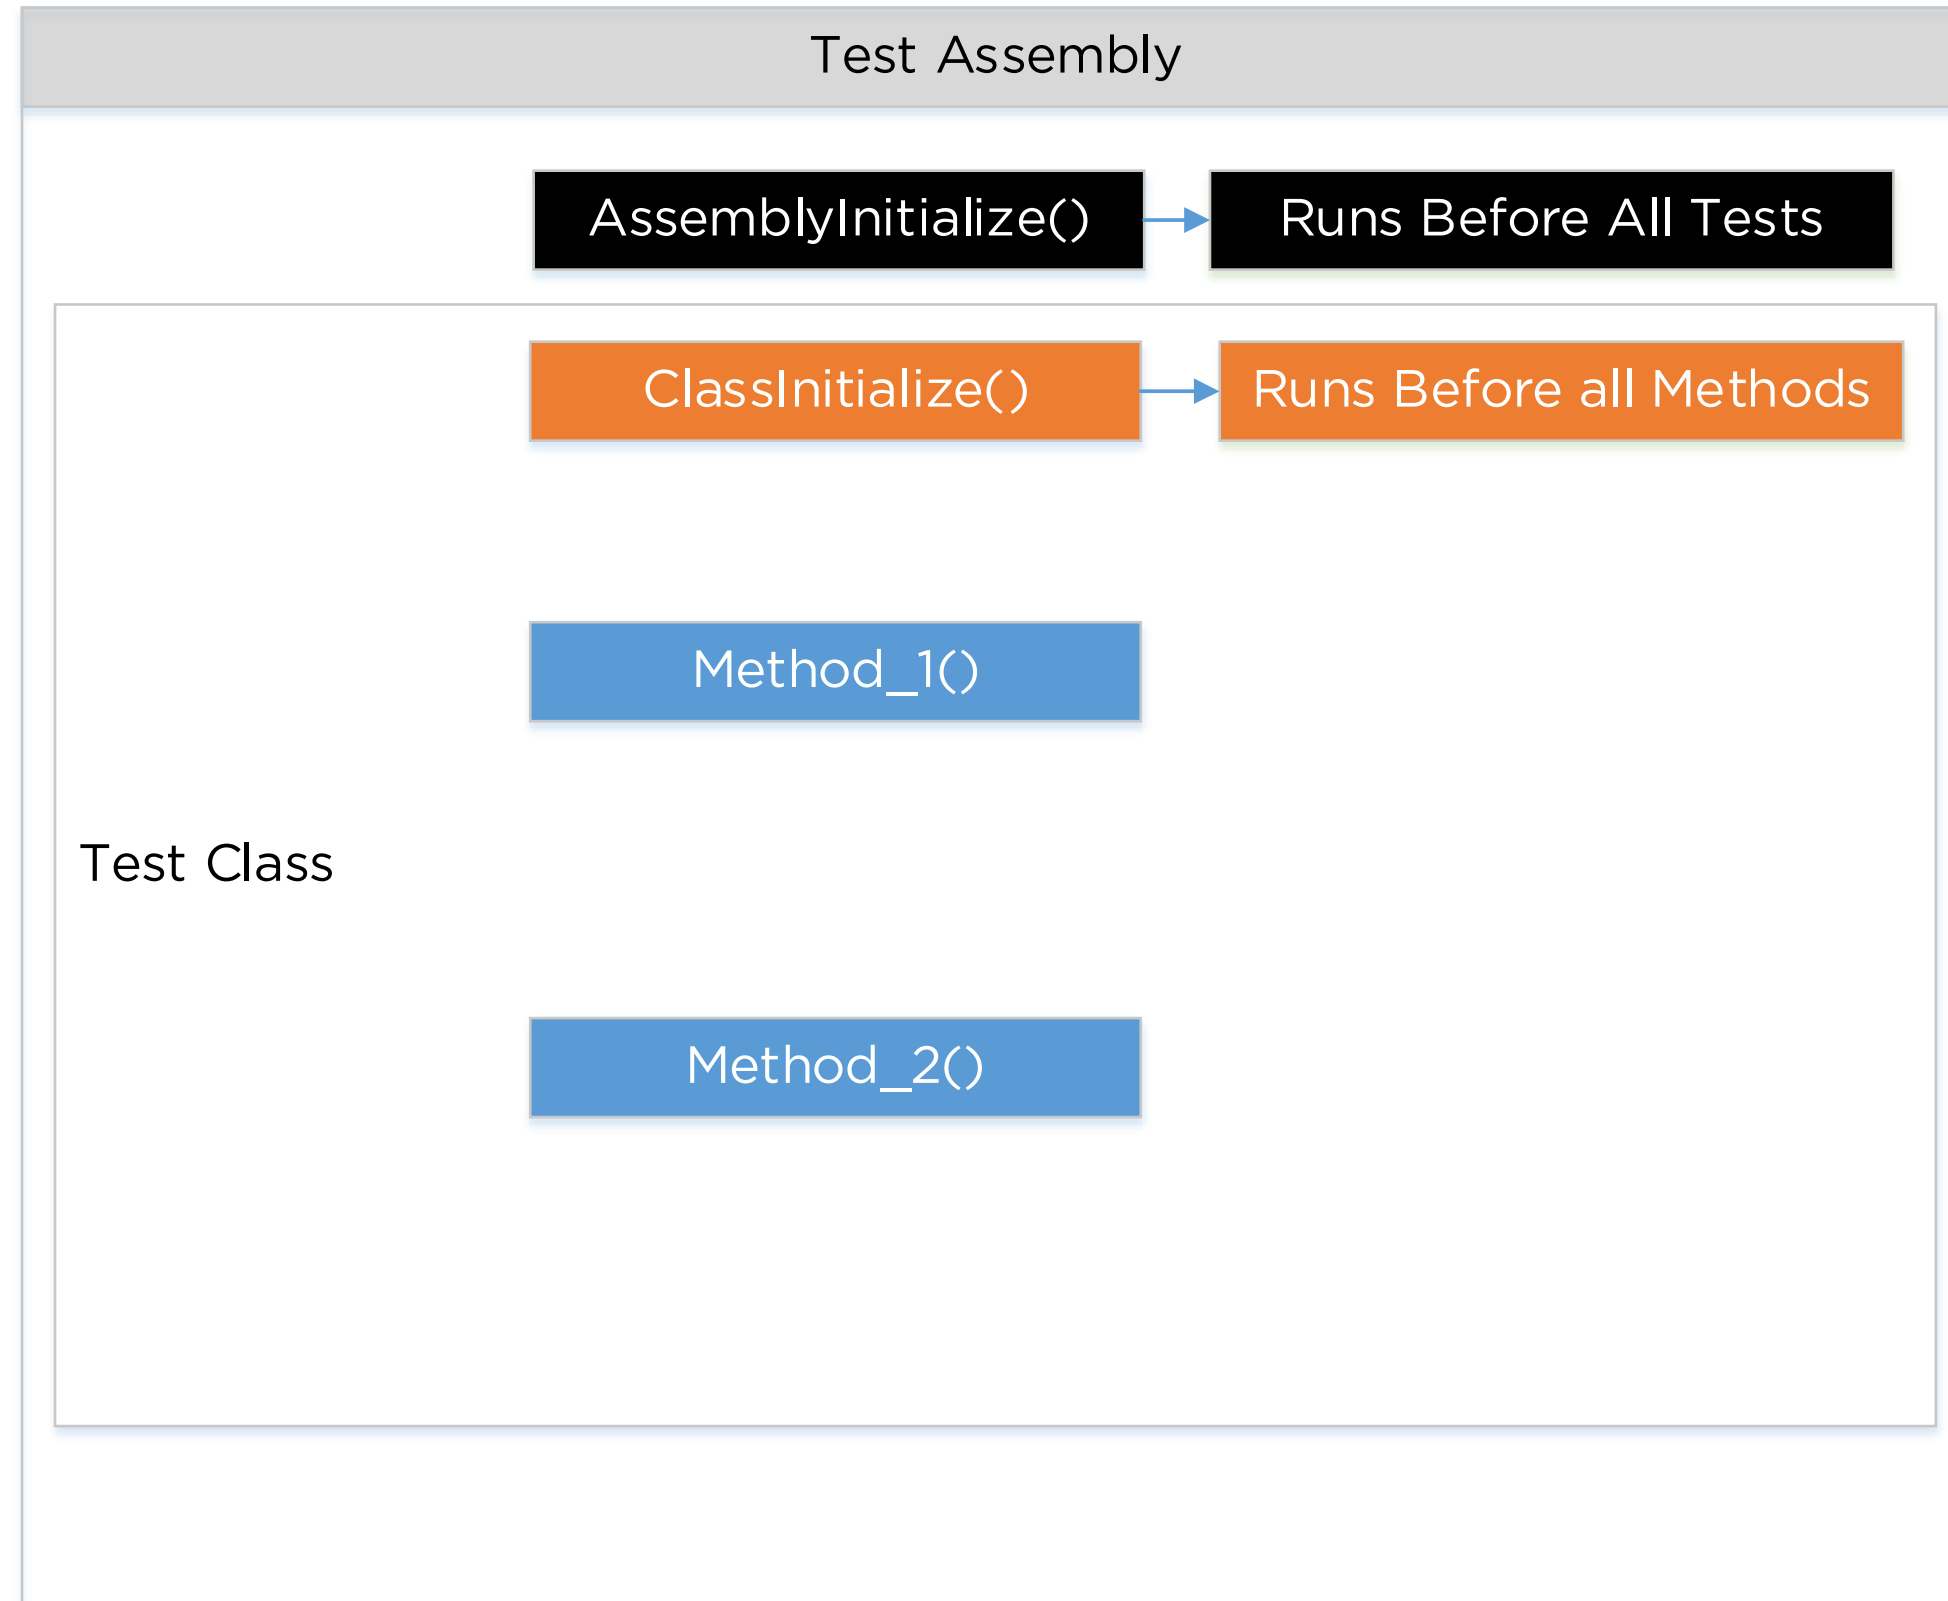 Test Assembly
AssemblyInitialize()
Runs Before All Tests
ClassInitialize()
Runs Before all Methods
Method_1()
Test Class
Method_2()